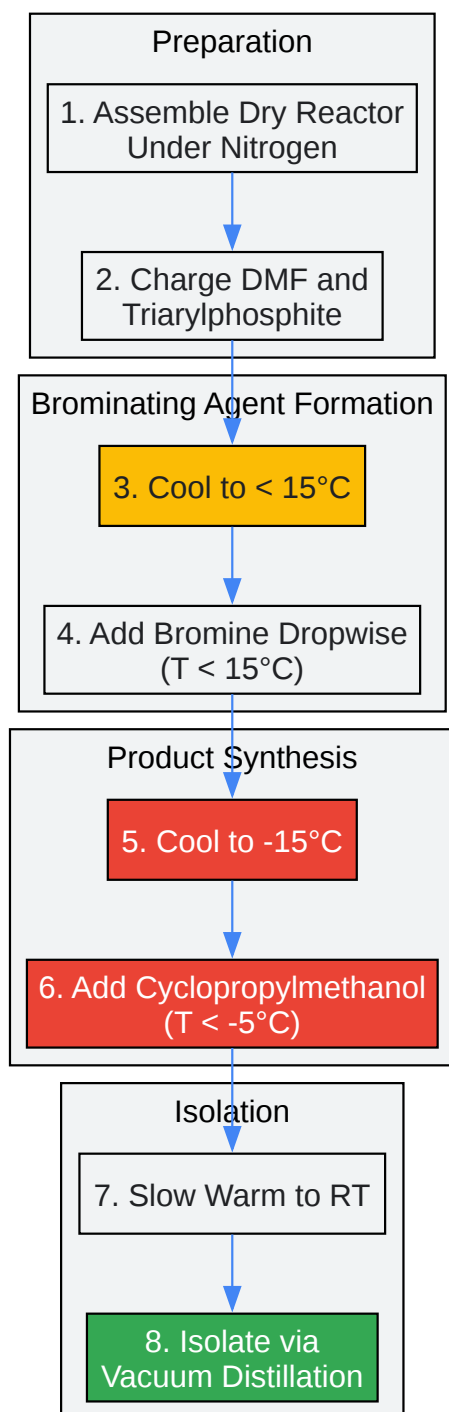 Preparation
1. Assemble Dry Reactor
Under Nitrogen
2. Charge DMF and
Triarylphosphite
Brominating Agent Formation
3. Cool to < 15°C
4. Add Bromine Dropwise
(T < 15°C)
Product Synthesis
5. Cool to -15°C
6. Add Cyclopropylmethanol
(T < -5°C)
Isolation
7. Slow Warm to RT
8. Isolate via
Vacuum Distillation